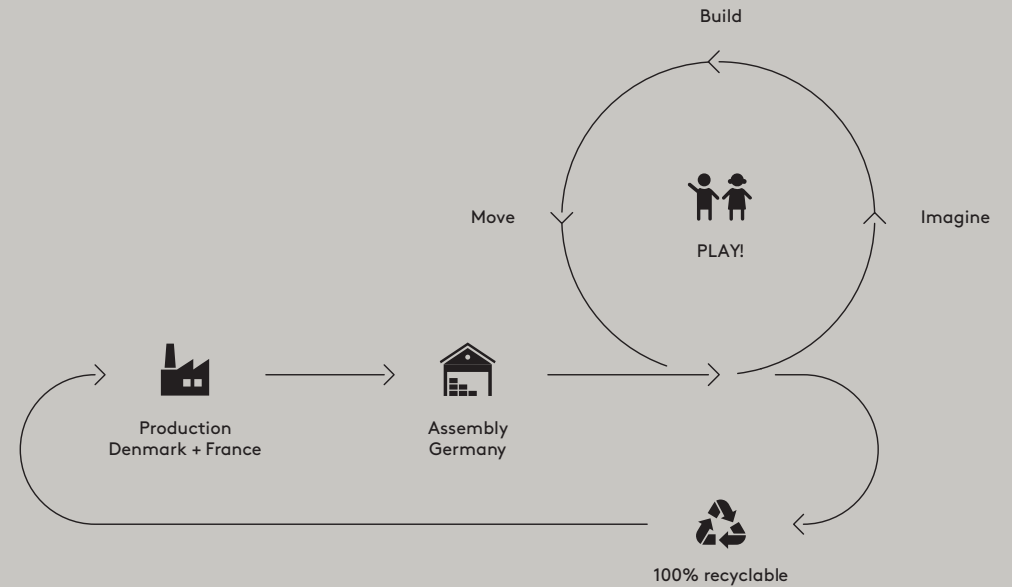 Build
Move
Imagine
PLAY!
Production
Denmark + France
Assembly
Germany
100% recyclable